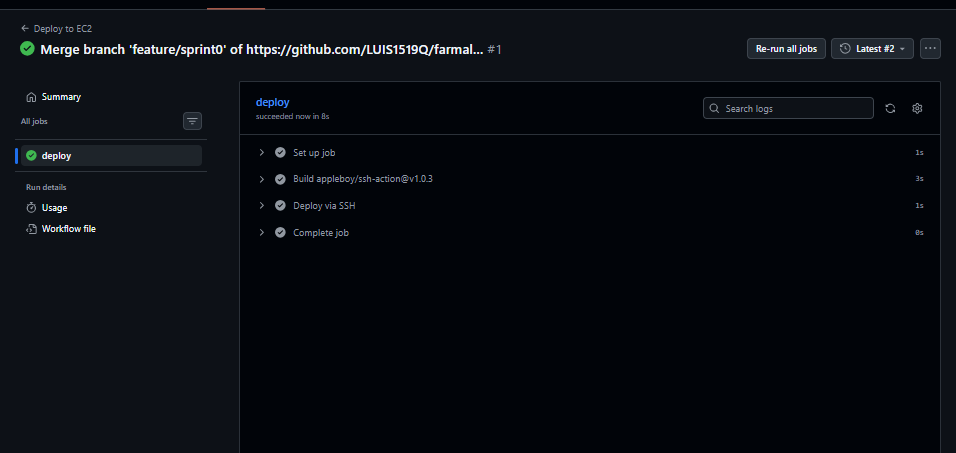 Deploy to EC2
Merge branch 'feature/sprint0' of https://github.com/LUIS1519Q/farmal... #1
Re-run all jobs
Latest #2
Summary
All jobs
deploy
Run details
Usage
Workflow file
deploy
succeeded now in 8s
Search logs
Set up job 1s
Build appleboy/ssh-action@v1.0.3 3s
Deploy via SSH 1s
Complete job 0s